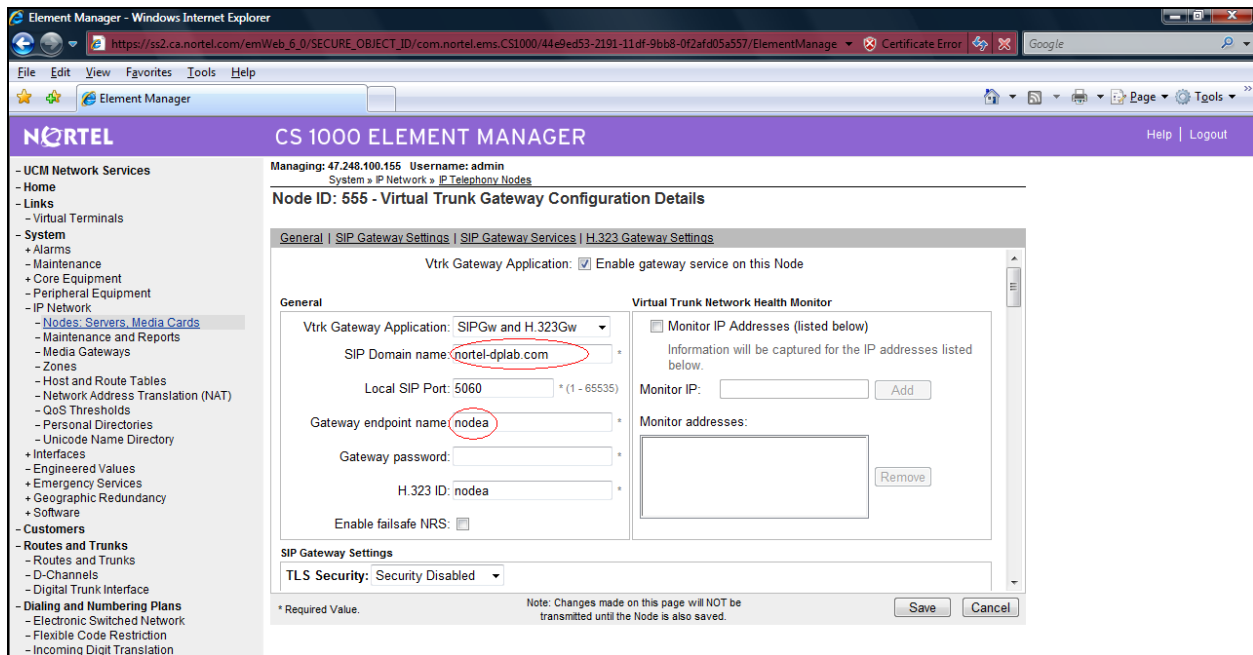 Element Manager - Windows Internet Explorer
https://ss2.ca.nortel.com/emWeb_6_0/SECURE_OBJECT_ID/com.nortel.ems.CS1000/44e9ed53-2191-11df-9bb8-0f2afd03a557/ElementManage Certificate Error Google
File Edit View Favorites Tools Help
Element Manager Page Tools
NORTEL CS 1000 ELEMENT MANAGER Help | Logout
- UCM Network Services
- Home
- Links
- Virtual Terminals
- System
+ Alarms
- Maintenance
+ Core Equipment
- Peripheral Equipment
- IP Network
- Nodes: Servers, Media Cards
- Maintenance and Reports
- Media Gateways
- Zones
- Host and Route Tables
- Network Address Translation (NAT)
- QoS Thresholds
- Personal Directories
- Unicode Name Directory
+ Interfaces
- Engineered Values
+ Emergency Services
+ Geographic Redundancy
+ Software
- Customers
- Routes and Trunks
- Routes and Trunks
- D-Channels
- Digital Trunk Interface
- Dialing and Numbering Plans
- Electronic Switched Network
- Flexible Code Restriction
- Incoming Digit Translation
Managing: 47.248.100.155 Username: admin
System » IP Network » IP Telephony Nodes
Node ID: 555 - Virtual Trunk Gateway Configuration Details
General | SIP Gateway Settings | SIP Gateway Services | H.323 Gateway Settings
Vtrk Gateway Application: Enable gateway service on this Node
General
Vtrk Gateway Application: SIPGw and H.323Gw
SIP Domain name: nortel-dplab.com *
Local SIP Port: 5060 * (1 - 65535)
Gateway endpoint name: nodea *
Gateway password: *
H.323 ID: nodea *
Enable failsafe NRS:
Virtual Trunk Network Health Monitor
Monitor IP Addresses (listed below)
Information will be captured for the IP addresses listed
below.
Monitor IP: Add
Monitor addresses:
Remove
SIP Gateway Settings
TLS Security: Security Disabled
* Required Value.
Note: Changes made on this page will NOT be
transmitted until the Node is also saved.
Save Cancel